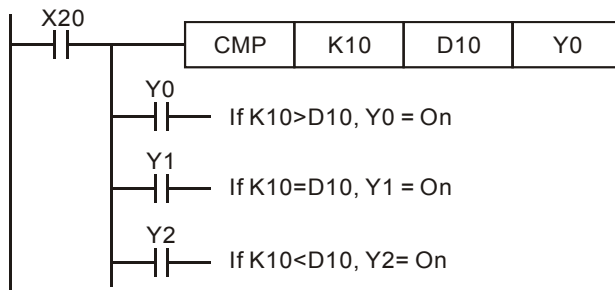 X20
CMP K10 D10 Y0
Y0
If K10>D10, Y0 = On
Y1
If K10=D10, Y1 = On
Y2
If K10<D10, Y2= On